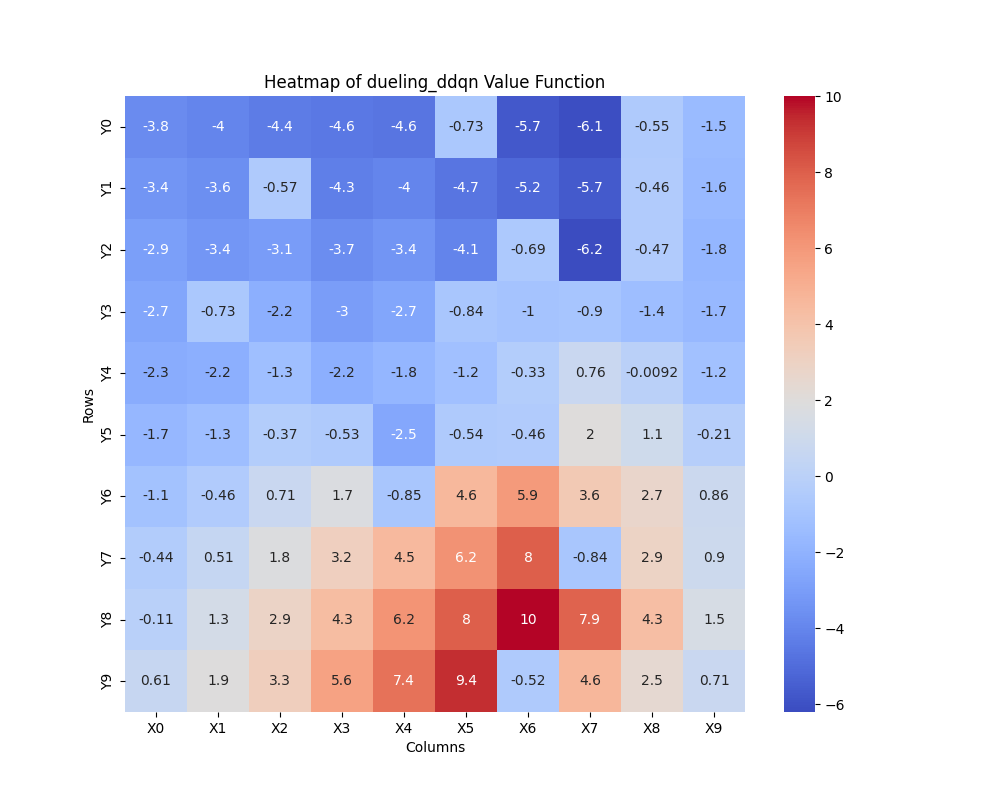 Heatmap of dueling_ddqn Value Function
Y0 -3.8 -4 -4.4 -4.6 -4.6 -0.73 -5.7 -6.1 -0.55 -1.5
Y1 -3.4 -3.6 -0.57 -4.3 -4 -4.7 -5.2 -5.7 -0.46 -1.6
Y2 -2.9 -3.4 -3.1 -3.7 -3.4 -4.1 -0.69 -6.2 -0.47 -1.8
Y3 -2.7 -0.73 -2.2 -3 -2.7 -0.84 -1 -0.9 -1.4 -1.7
Y4 -2.3 -2.2 -1.3 -2.2 -1.8 -1.2 -0.33 0.76 -0.0092 -1.2
Y5 -1.7 -1.3 -0.37 -0.53 -2.5 -0.54 -0.46 2 1.1 -0.21
Y6 -1.1 -0.46 0.71 1.7 -0.85 4.6 5.9 3.6 2.7 0.86
Y7 -0.44 0.51 1.8 3.2 4.5 6.2 8 -0.84 2.9 0.9
Y8 -0.11 1.3 2.9 4.3 6.2 8 10 7.9 4.3 1.5
Y9 0.61 1.9 3.3 5.6 7.4 9.4 -0.52 4.6 2.5 0.71
X0 X1 X2 X3 X4 X5 X6 X7 X8 X9
Columns
Rows
10
8
6
4
2
0
−2
−4
−6